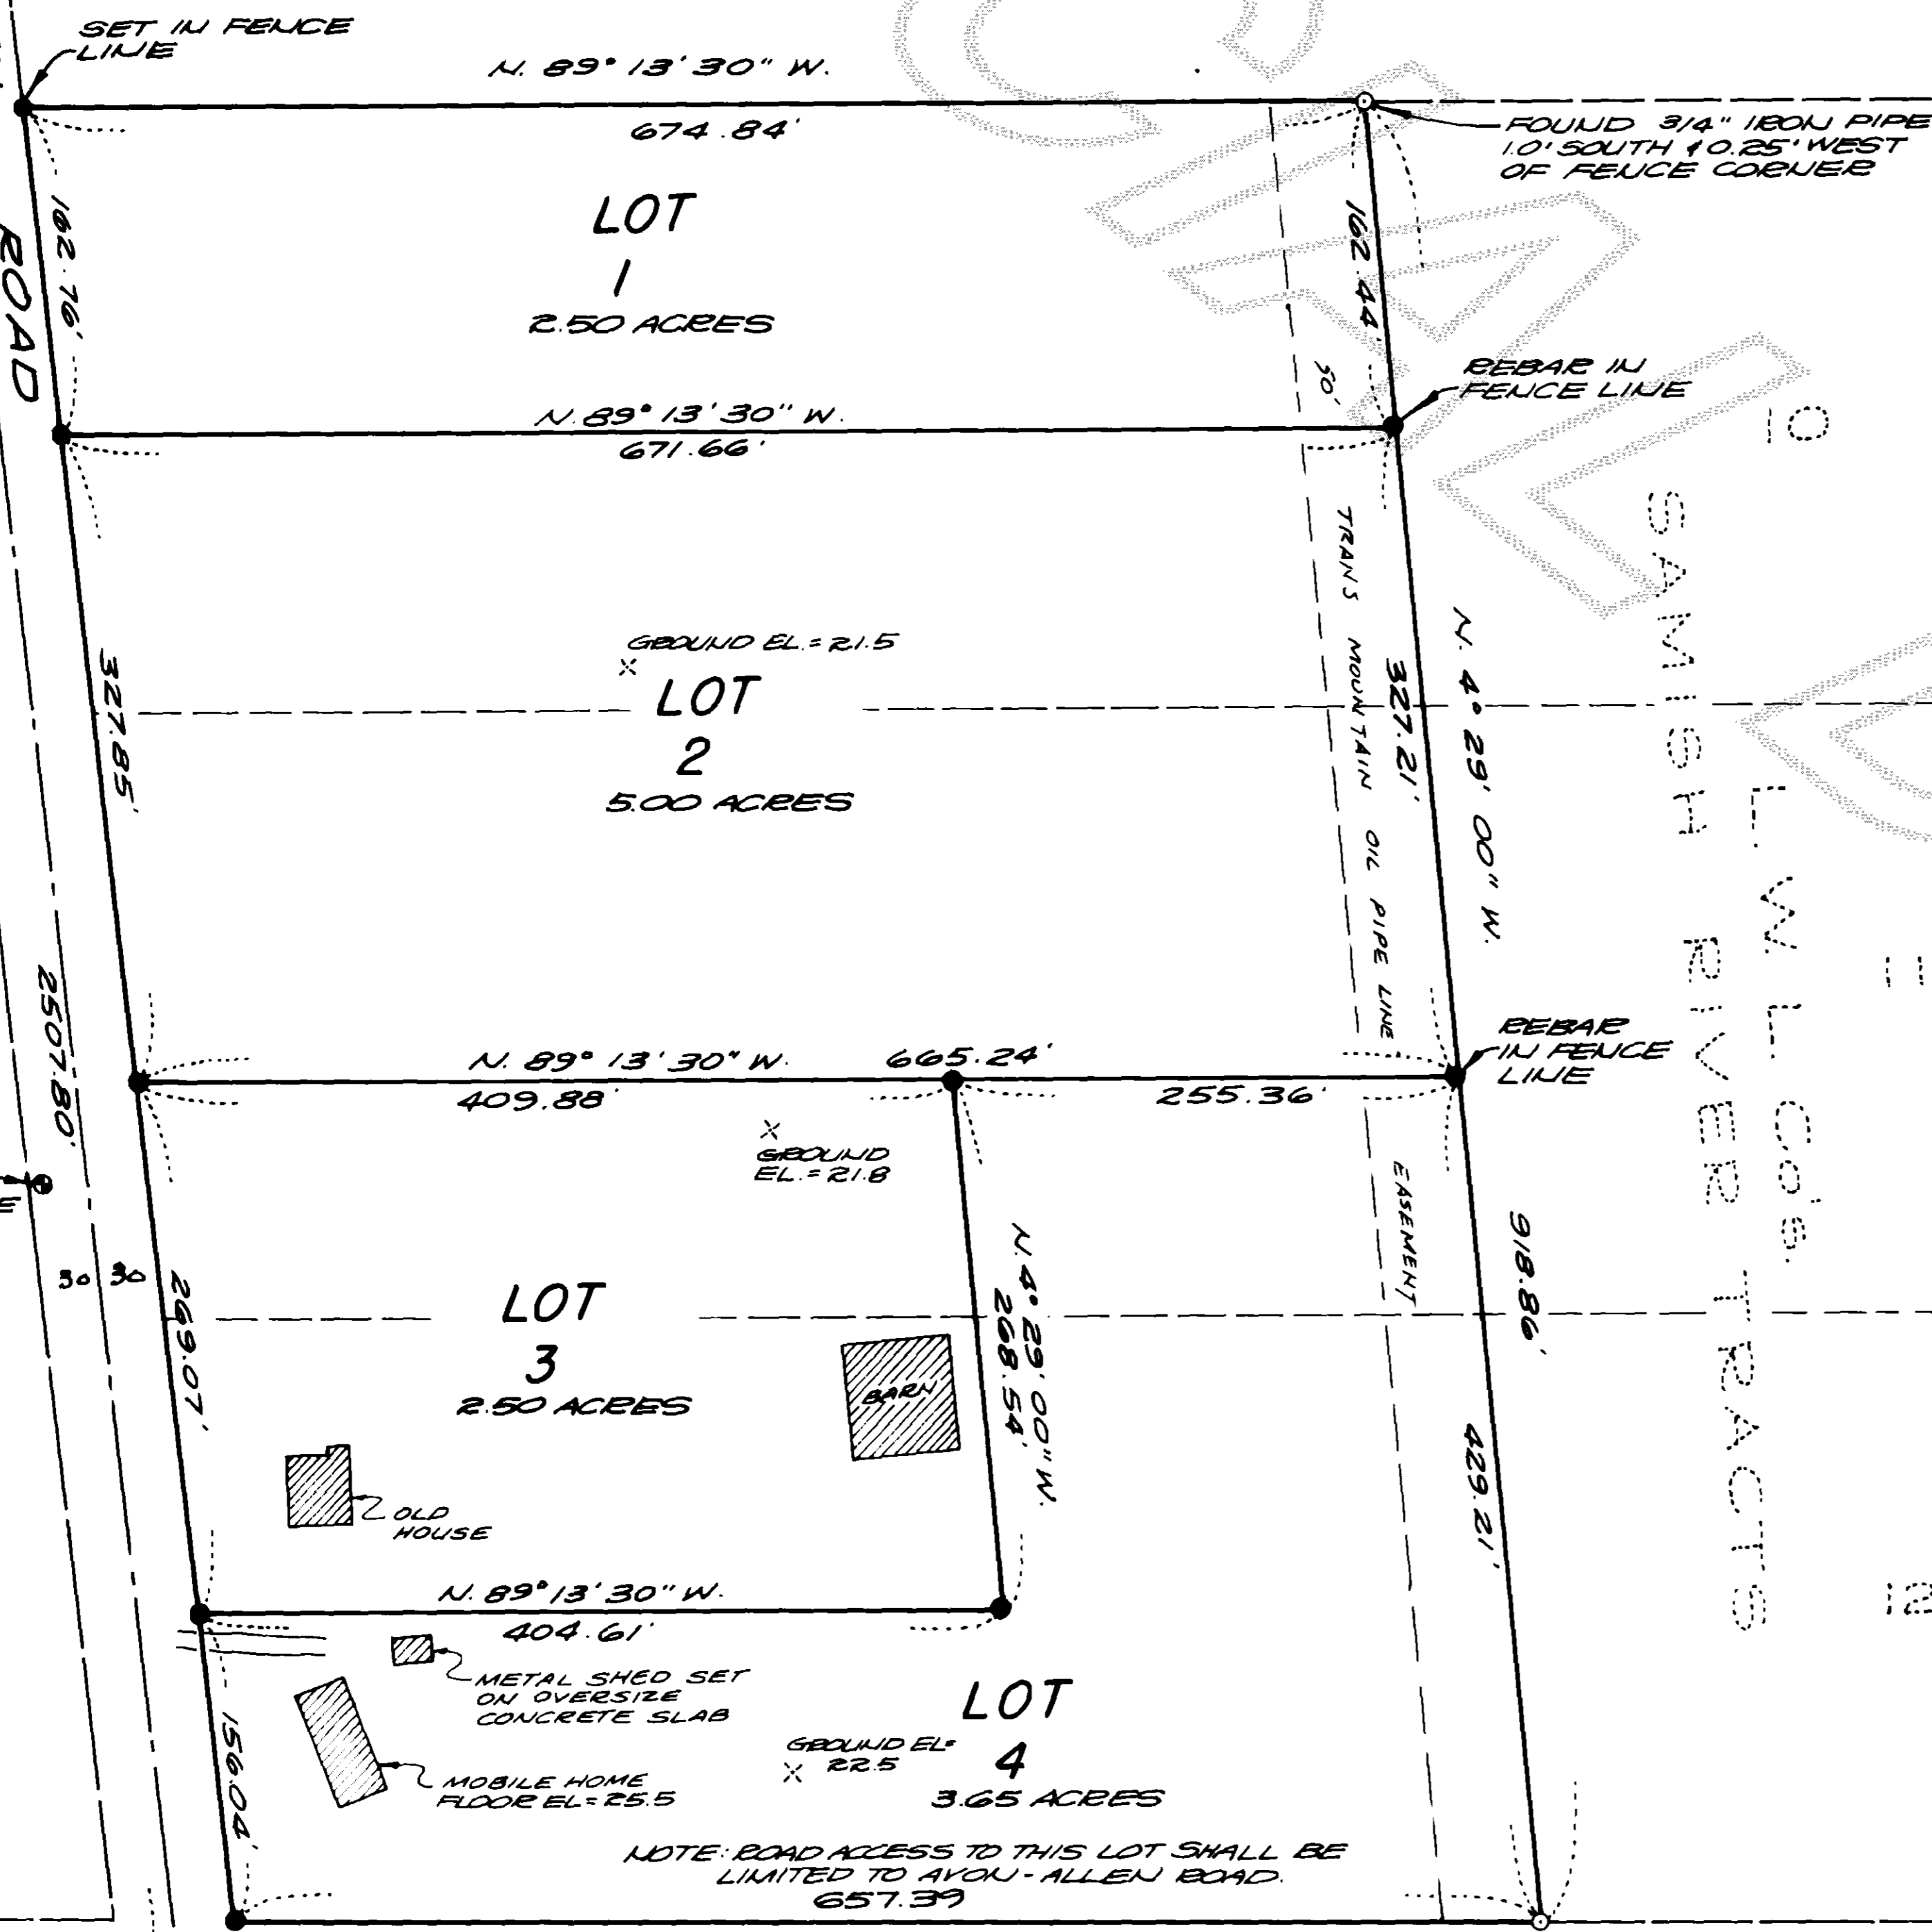 SET IN FENCE
LINE
N. 89° 13' 30" W.
674.84'
FOUND 3/4" IRON PIPE
1.0' SOUTH & 0.25' WEST
OF FENCE CORNER
ROAD
162.76'
LOT
1
2.50 ACRES
162.44'
50'
REBAR IN
FENCE LINE
N. 89° 13' 30" W.
671.66'
10
327.85'
GROUND EL. = 21.5
LOT
2
5.00 ACRES
TRANS MOUNTAIN OIL PIPE LINE
EASEMENT
327.21'
N. 4° 29' 00" W.
SAMISH RIVER TRACTS
L. W. L. Co's.
11
2507.80'
N. 89° 13' 30" W.
665.24'
409.88'
255.36'
REBAR
IN FENCE
LINE
GROUND
EL. = 21.8
30 30
269.07'
LOT
3
2.50 ACRES
BARN
N. 4° 29' 00" W.
268.54'
918.86'
429.21'
OLD
HOUSE
N. 89° 13' 30" W.
404.61'
12
METAL SHED SET
ON OVERSIZE
CONCRETE SLAB
156.04'
MOBILE HOME
FLOOR EL = 25.5
GROUND EL=
22.5
LOT
4
3.65 ACRES
NOTE: ROAD ACCESS TO THIS LOT SHALL BE
LIMITED TO AVON-ALLEN ROAD.
657.39